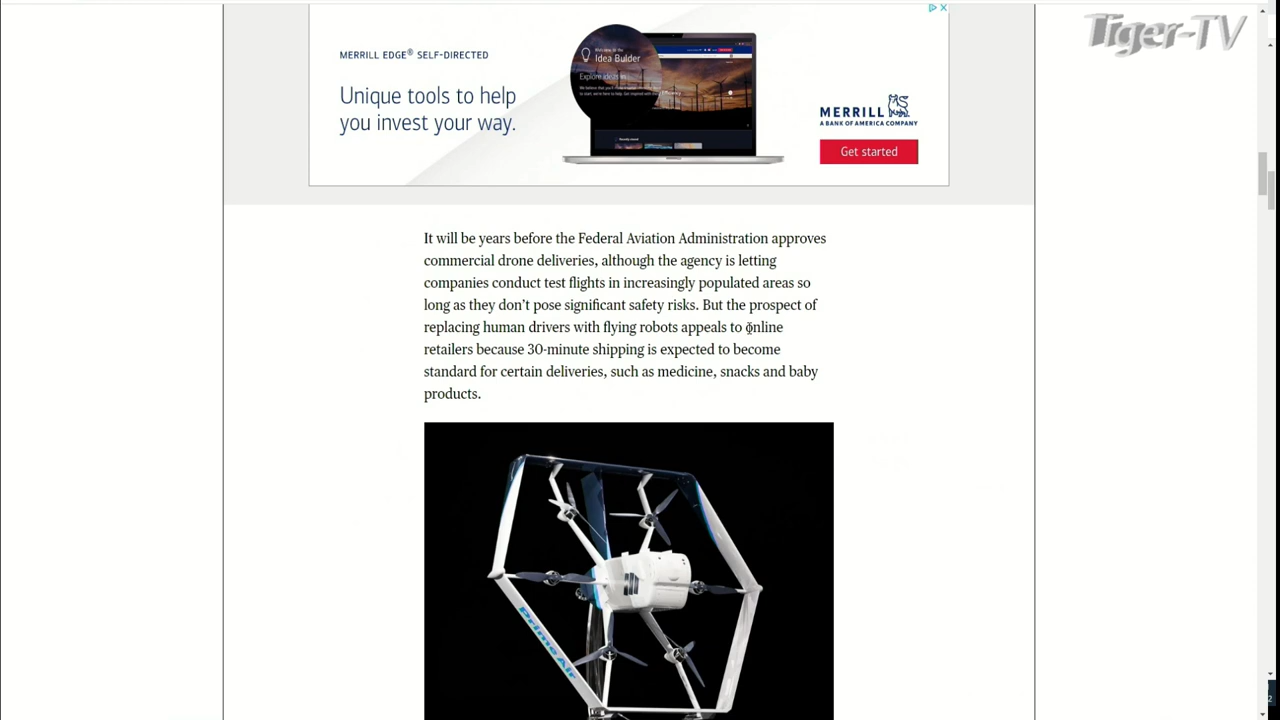 Tiger-TV
MERRILL EDGE® SELF-DIRECTED
Unique tools to help
you invest your way.
Idea Builder
MERRILL
A BANK OF AMERICA COMPANY
Get started
It will be years before the Federal Aviation Administration approves
commercial drone deliveries, although the agency is letting
companies conduct test flights in increasingly populated areas so
long as they don’t pose significant safety risks. But the prospect of
replacing human drivers with flying robots appeals to online
retailers because 30-minute shipping is expected to become
standard for certain deliveries, such as medicine, snacks and baby
products.
Prime Air